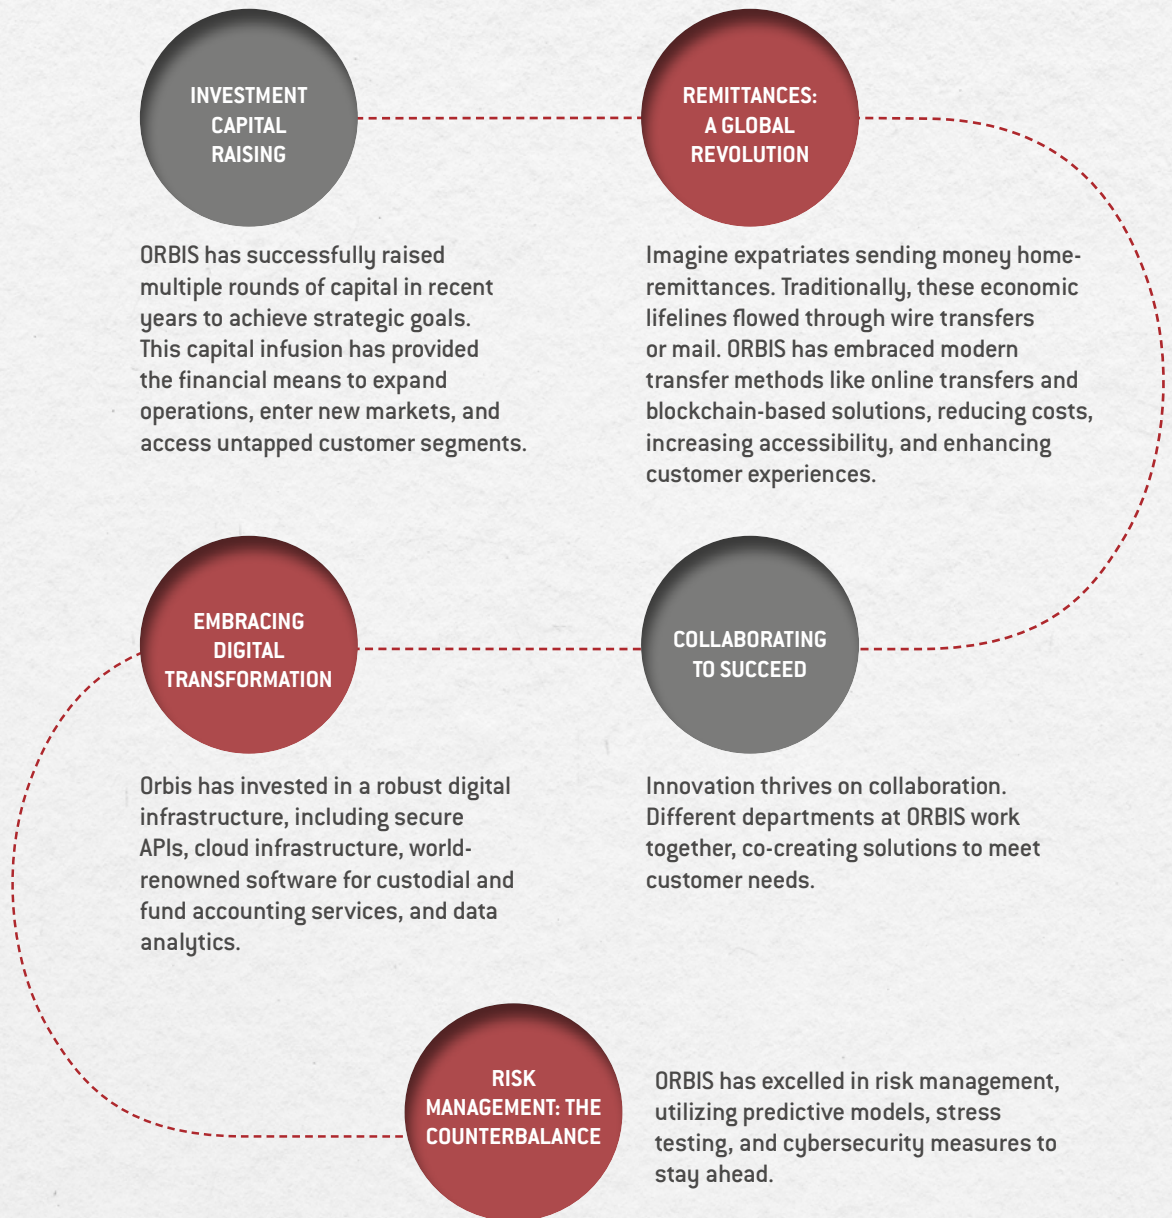 INVESTMENT
CAPITAL
RAISING
ORBIS has successfully raised
multiple rounds of capital in recent
years to achieve strategic goals.
This capital infusion has provided
the financial means to expand
operations, enter new markets, and
access untapped customer segments.
REMITTANCES:
A GLOBAL
REVOLUTION
Imagine expatriates sending money home-
remittances. Traditionally, these economic
lifelines flowed through wire transfers
or mail. ORBIS has embraced modern
transfer methods like online transfers and
blockchain-based solutions, reducing costs,
increasing accessibility, and enhancing
customer experiences.
COLLABORATING
TO SUCCEED
Innovation thrives on collaboration.
Different departments at ORBIS work
together, co-creating solutions to meet
customer needs.
EMBRACING
DIGITAL
TRANSFORMATION
Orbis has invested in a robust digital
infrastructure, including secure
APIs, cloud infrastructure, world-
renowned software for custodial and
fund accounting services, and data
analytics.
RISK
MANAGEMENT: THE
COUNTERBALANCE
ORBIS has excelled in risk management,
utilizing predictive models, stress
testing, and cybersecurity measures to
stay ahead.